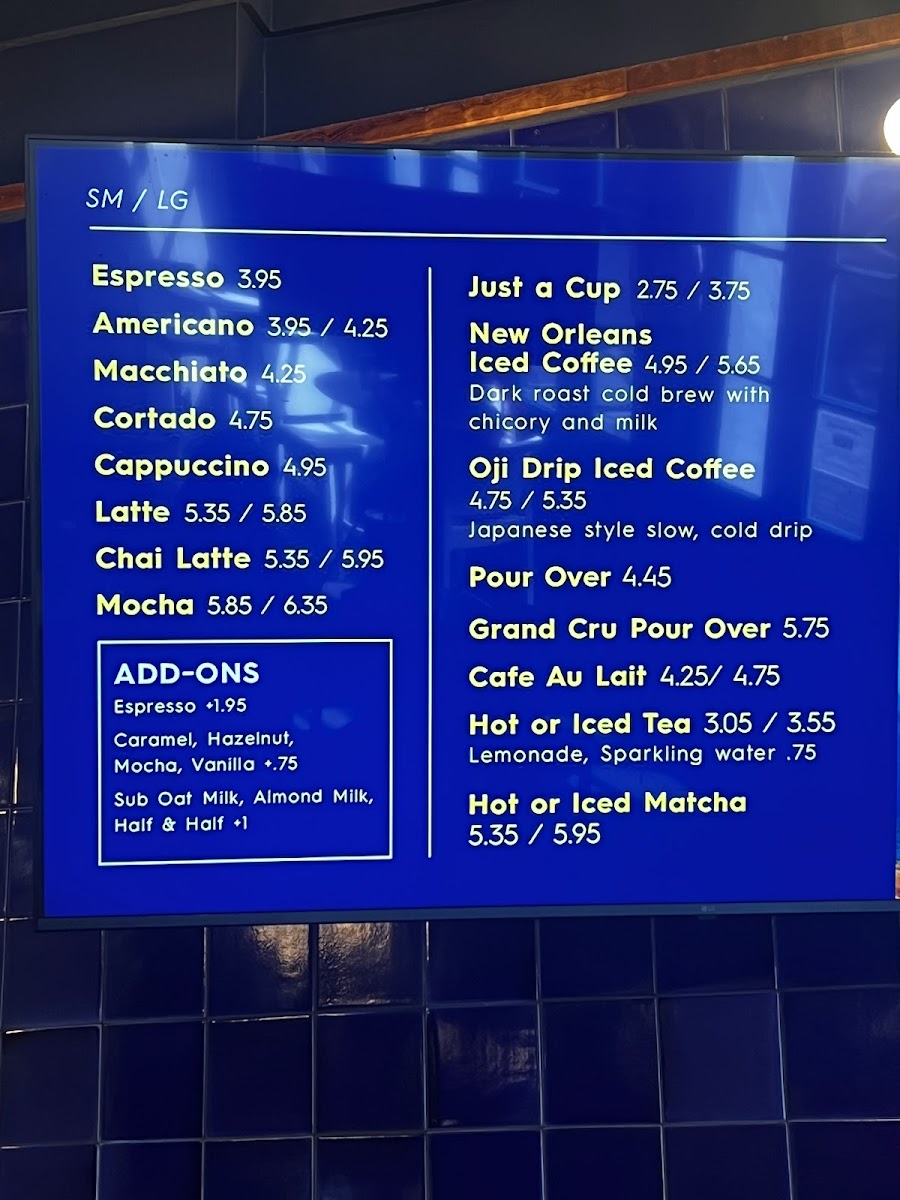 SM / LG
Espresso 3.95
Americano 3.95 / 4.25
Macchiato 4.25
Cortado 4.75
Cappuccino 4.95
Latte 5.35 / 5.85
Chai Latte 5.35 / 5.95
Mocha 5.85 / 6.35
ADD-ONS
Espresso +1.95
Caramel, Hazelnut,
Mocha, Vanilla +.75
Sub Oat Milk, Almond Milk,
Half & Half +1
Just a Cup 2.75 / 3.75
New Orleans
Iced Coffee 4.95 / 5.65
Dark roast cold brew with
chicory and milk
Oji Drip Iced Coffee
4.75 / 5.35
Japanese style slow, cold drip
Pour Over 4.45
Grand Cru Pour Over 5.75
Cafe Au Lait 4.25/ 4.75
Hot or Iced Tea 3.05 / 3.55
Lemonade, Sparkling water .75
Hot or Iced Matcha
5.35 / 5.95